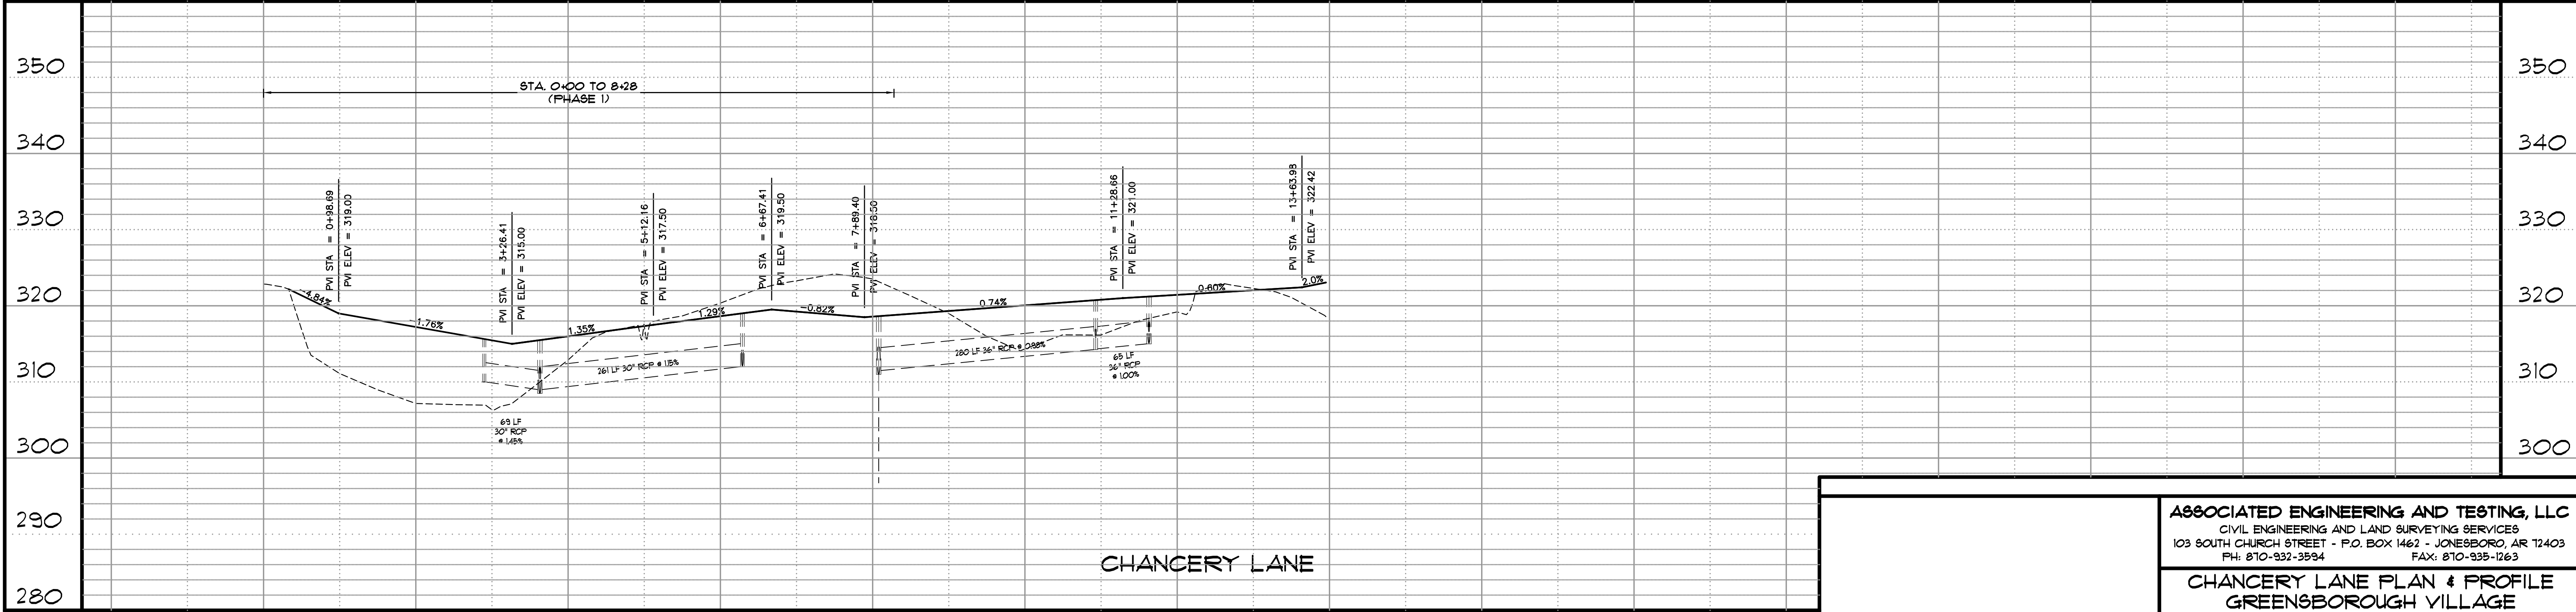 350
340
330
320
310
300
290
280
STA. 0+00 TO 8+28
(PHASE 1)
PVI STA = 0+98.69
PVI ELEV = 319.00
PVI STA = 3+26.41
PVI ELEV = 315.00
PVI STA = 5+12.16
PVI ELEV = 317.50
PVI STA = 6+67.41
PVI ELEV = 319.50
PVI STA = 7+89.40
PVI ELEV = 318.50
PVI STA = 11+28.66
PVI ELEV = 321.00
PVI STA = 13+63.98
PVI ELEV = 322.42
-4.84%
-1.76%
1.35%
1.29%
-0.82%
0.74%
0.60%
2.0%
261 LF 30" RCP @ 1.15%
280 LF 36" RCP @ 0.88%
69 LF
30" RCP
@ 1.45%
65 LF
36" RCP
@ 1.00%
CHANCERY LANE
350
340
330
320
310
300
ASSOCIATED ENGINEERING AND TESTING, LLC
CIVIL ENGINEERING AND LAND SURVEYING SERVICES
103 SOUTH CHURCH STREET - P.O. BOX 1462 - JONESBORO, AR 72403
PH: 870-932-3594 FAX: 870-935-1263
CHANCERY LANE PLAN & PROFILE
GREENSBOROUGH VILLAGE